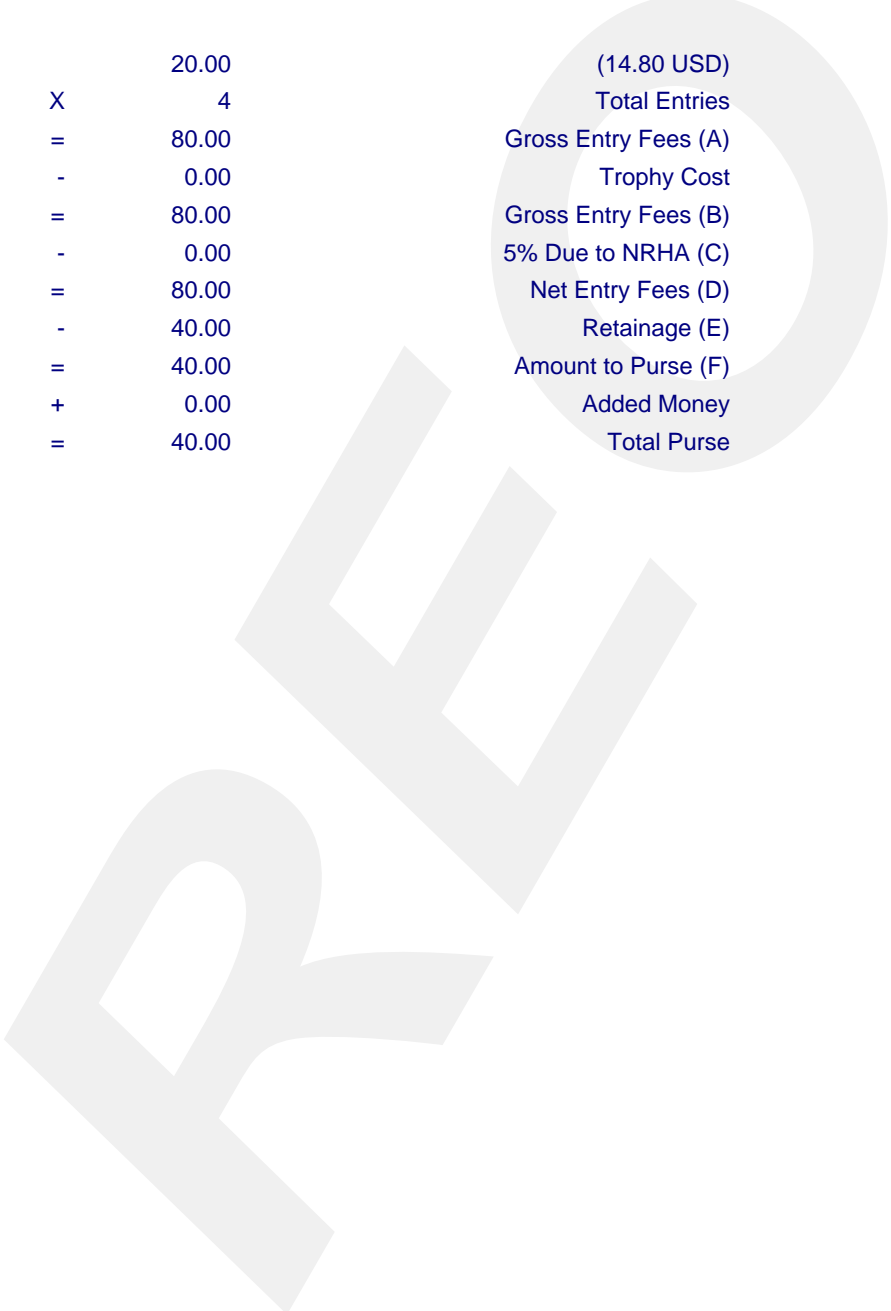 20.00 (14.80 USD)
X 4 Total Entries
= 80.00 Gross Entry Fees (A)
- 0.00 Trophy Cost
= 80.00 Gross Entry Fees (B)
- 0.00 5% Due to NRHA (C)
= 80.00 Net Entry Fees (D)
- 40.00 Retainage (E)
= 40.00 Amount to Purse (F)
+ 0.00 Added Money
= 40.00 Total Purse
REO